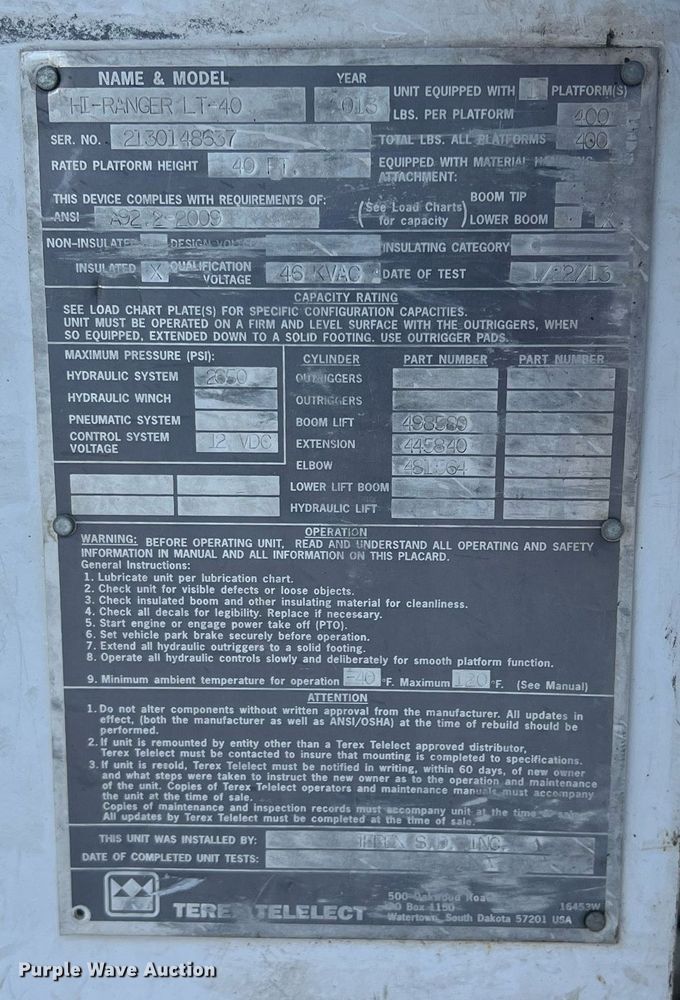 NAME & MODEL YEAR
HI-RANGER LT-40 2013
UNIT EQUIPPED WITH 1 PLATFORM(S)
LBS. PER PLATFORM 400
SER. NO. 2130148637 TOTAL LBS. ALL PLATFORMS 400
RATED PLATFORM HEIGHT 40 FT. EQUIPPED WITH MATERIAL HANDLING
ATTACHMENT:
THIS DEVICE COMPLIES WITH REQUIREMENTS OF: BOOM TIP
ANSI A92.2-2009 (See Load Charts for capacity) LOWER BOOM
NON-INSULATED DESIGN VOLTAGE INSULATING CATEGORY C
INSULATED X QUALIFICATION VOLTAGE 46 KVAC DATE OF TEST
CAPACITY RATING
SEE LOAD CHART PLATE(S) FOR SPECIFIC CONFIGURATION CAPACITIES.
UNIT MUST BE OPERATED ON A FIRM AND LEVEL SURFACE WITH THE OUTRIGGERS, WHEN
SO EQUIPPED, EXTENDED DOWN TO A SOLID FOOTING. USE OUTRIGGER PADS.
MAXIMUM PRESSURE (PSI):
HYDRAULIC SYSTEM
HYDRAULIC WINCH
PNEUMATIC SYSTEM
CONTROL SYSTEM VOLTAGE 12 VDC
CYLINDER PART NUMBER PART NUMBER
OUTRIGGERS
OUTRIGGERS
BOOM LIFT
EXTENSION 445840
ELBOW
LOWER LIFT BOOM
HYDRAULIC LIFT
OPERATION
WARNING: BEFORE OPERATING UNIT, READ AND UNDERSTAND ALL OPERATING AND SAFETY
INFORMATION IN MANUAL AND ALL INFORMATION ON THIS PLACARD.
General Instructions:
1. Lubricate unit per lubrication chart.
2. Check unit for visible defects or loose objects.
3. Check insulated boom and other insulating material for cleanliness.
4. Check all decals for legibility. Replace if necessary.
5. Start engine or engage power take off (PTO).
6. Set vehicle park brake securely before operation.
7. Extend all hydraulic outriggers to a solid footing.
8. Operate all hydraulic controls slowly and deliberately for smooth platform function.
9. Minimum ambient temperature for operation -40 °F. Maximum 120 °F. (See Manual)
ATTENTION
1. Do not alter components without written approval from the manufacturer. All updates in
effect, (both the manufacturer as well as ANSI/OSHA) at the time of rebuild should be
performed.
2. If unit is remounted by entity other than a Terex Telelect approved distributor,
Terex Telelect must be contacted to insure that mounting is completed to specifications.
3. If unit is resold, Terex Telelect must be notified in writing, within 60 days, of new owner
and what steps were taken to instruct the new owner as to the operation and maintenance
of the unit. Copies of Terex Telelect operators and maintenance manuals must accompany
the unit at the time of sale.
Copies of maintenance and inspection records must accompany unit at the time of sale.
All updates by Terex Telelect must be completed at the time of sale.
THIS UNIT WAS INSTALLED BY: TEREX S.D. INC.
DATE OF COMPLETED UNIT TESTS:
TEREX TELELECT
500 Oakwood Road
PO Box 1150
Watertown, South Dakota 57201 USA
16453W
Purple Wave Auction